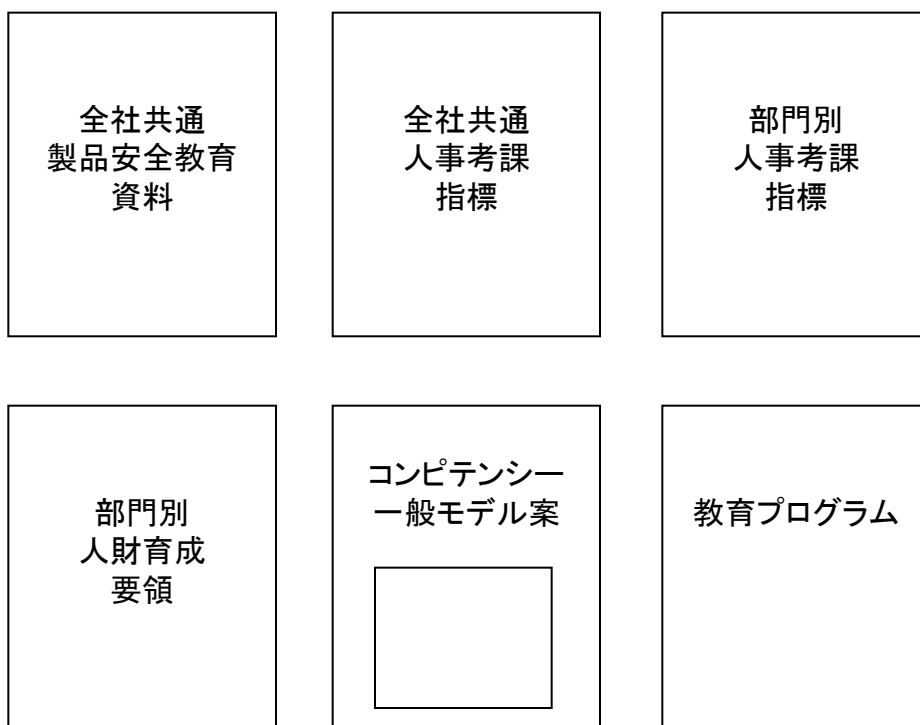 全社共通
製品安全教育
資料
全社共通
人事考課
指標
部門別
人事考課
指標
部門別
人財育成
要領
コンピテンシー
一般モデル案
教育プログラム